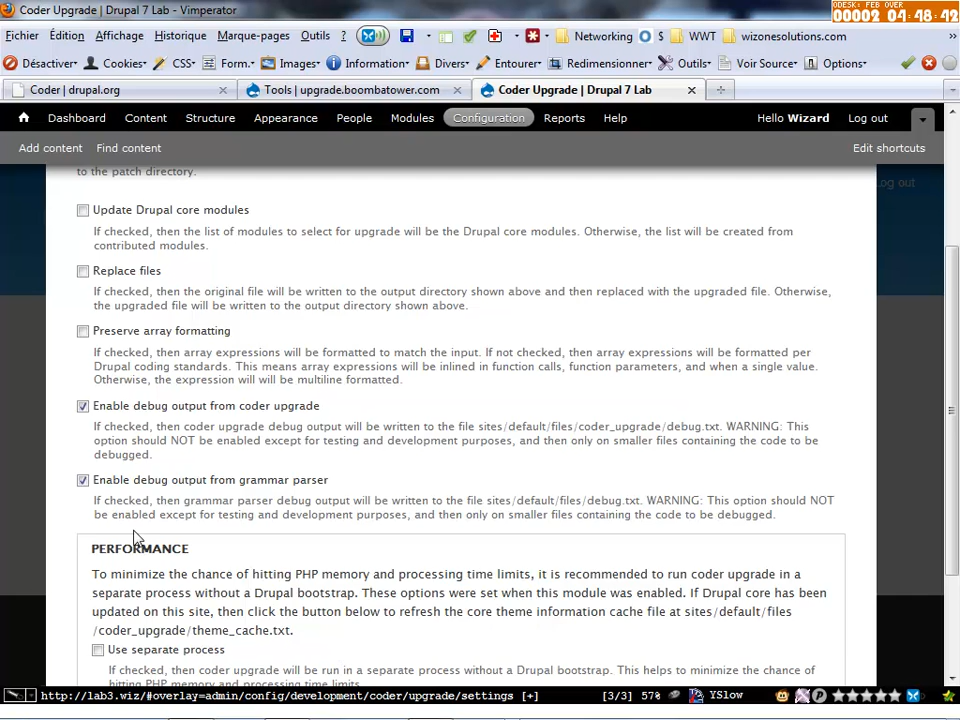 Coder Upgrade | Drupal 7 Lab - Vimperator
ODESK: FEB OVER
00002 04:48:42
Fichier Édition Affichage Historique Marque-pages Outils ? Networking S WWT wizonesolutions.com »
Désactiver Cookies CSS Form. Images Information Divers Entourer Redimensionner Outils Voir Source Options
Coder | drupal.org Tools | upgrade.boombatower.com Coder Upgrade | Drupal 7 Lab
Dashboard Content Structure Appearance People Modules Configuration Reports Help Hello Wizard Log out
Add content Find content Edit shortcuts
to the patch directory.
Log out
Update Drupal core modules
If checked, then the list of modules to select for upgrade will be the Drupal core modules. Otherwise, the list will be created from
contributed modules.
Replace files
If checked, then the original file will be written to the output directory shown above and then replaced with the upgraded file. Otherwise,
the upgraded file will be written to the output directory shown above.
Preserve array formatting
If checked, then array expressions will be formatted to match the input. If not checked, then array expressions will be formatted per
Drupal coding standards. This means array expressions will be inlined in function calls, function parameters, and when a single value.
Otherwise, the expression will will be multiline formatted.
Enable debug output from coder upgrade
If checked, then coder upgrade debug output will be written to the file sites/default/files/coder_upgrade/debug.txt. WARNING: This
option should NOT be enabled except for testing and development purposes, and then only on smaller files containing the code to be
debugged.
Enable debug output from grammar parser
If checked, then grammar parser debug output will be written to the file sites/default/files/debug.txt. WARNING: This option should NOT
be enabled except for testing and development purposes, and then only on smaller files containing the code to be debugged.
PERFORMANCE
To minimize the chance of hitting PHP memory and processing time limits, it is recommended to run coder upgrade in a
separate process without a Drupal bootstrap. These options were set when this module was enabled. If Drupal core has been
updated on this site, then click the button below to refresh the core theme information cache file at sites/default/files
/coder_upgrade/theme_cache.txt.
Use separate process
If checked, then coder upgrade will be run in a separate process without a Drupal bootstrap. This helps to minimize the chance of
hitting PHP memory and processing time limits.
http://lab3.wiz/#overlay=admin/config/development/coder/upgrade/settings [+] [3/3] 57% YSlow